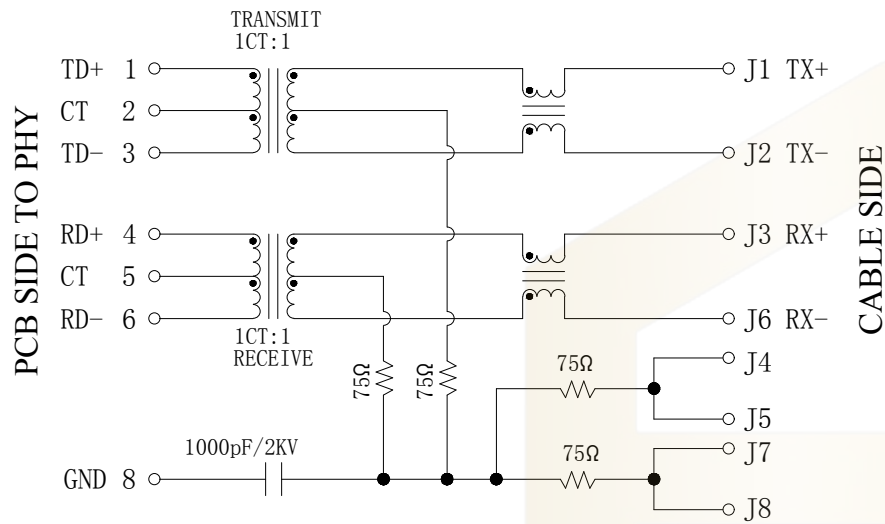 TRANSMIT
1CT:1
TD+ 1
CT 2
TD- 3
J1 TX+
J2 TX-
RD+ 4
CT 5
RD- 6
J3 RX+
J6 RX-
1CT:1
RECEIVE
PCB SIDE TO PHY
CABLE SIDE
75Ω
75Ω
75Ω
J4
J5
1000pF/2KV
GND 8
75Ω
J7
J8